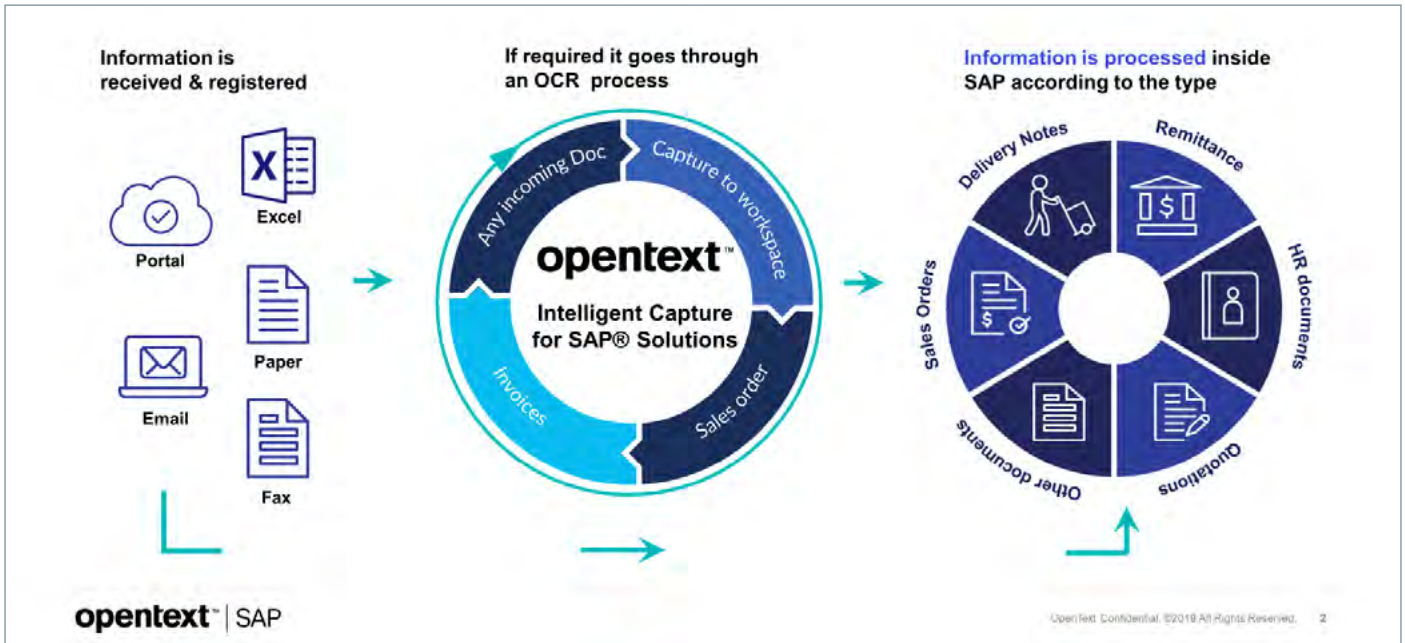 Information is
received & registered
Portal
Excel
Paper
Email
Fax
If required it goes through
an OCR process
Any incoming Doc
Capture to workspace
Sales order
Invoices
opentext™
Intelligent Capture
for SAP® Solutions
Information is processed inside
SAP according to the type
Delivery Notes
Remittance
HR documents
Quotations
Other documents
Sales Orders
opentext™ | SAP
OpenText Confidential. ©2019 All Rights Reserved. 2